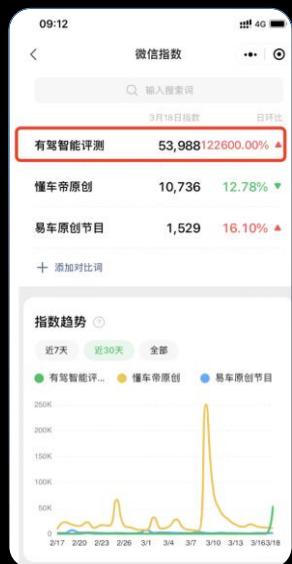 09:12
4G
微信指数
输入搜索词
3月18日指数 日环比
有驾智能评测 53,988 122600.00%
懂车帝原创 10,736 12.78%
易车原创节目 1,529 16.10%
添加对比词
指数趋势
近7天 近30天 全部
有驾智能评... 懂车帝原创 易车原创节目
250K
200K
150K
100K
50K
0
2/17 2/20 2/23 2/26 3/1 3/4 3/7 3/10 3/13 3/16 3/18